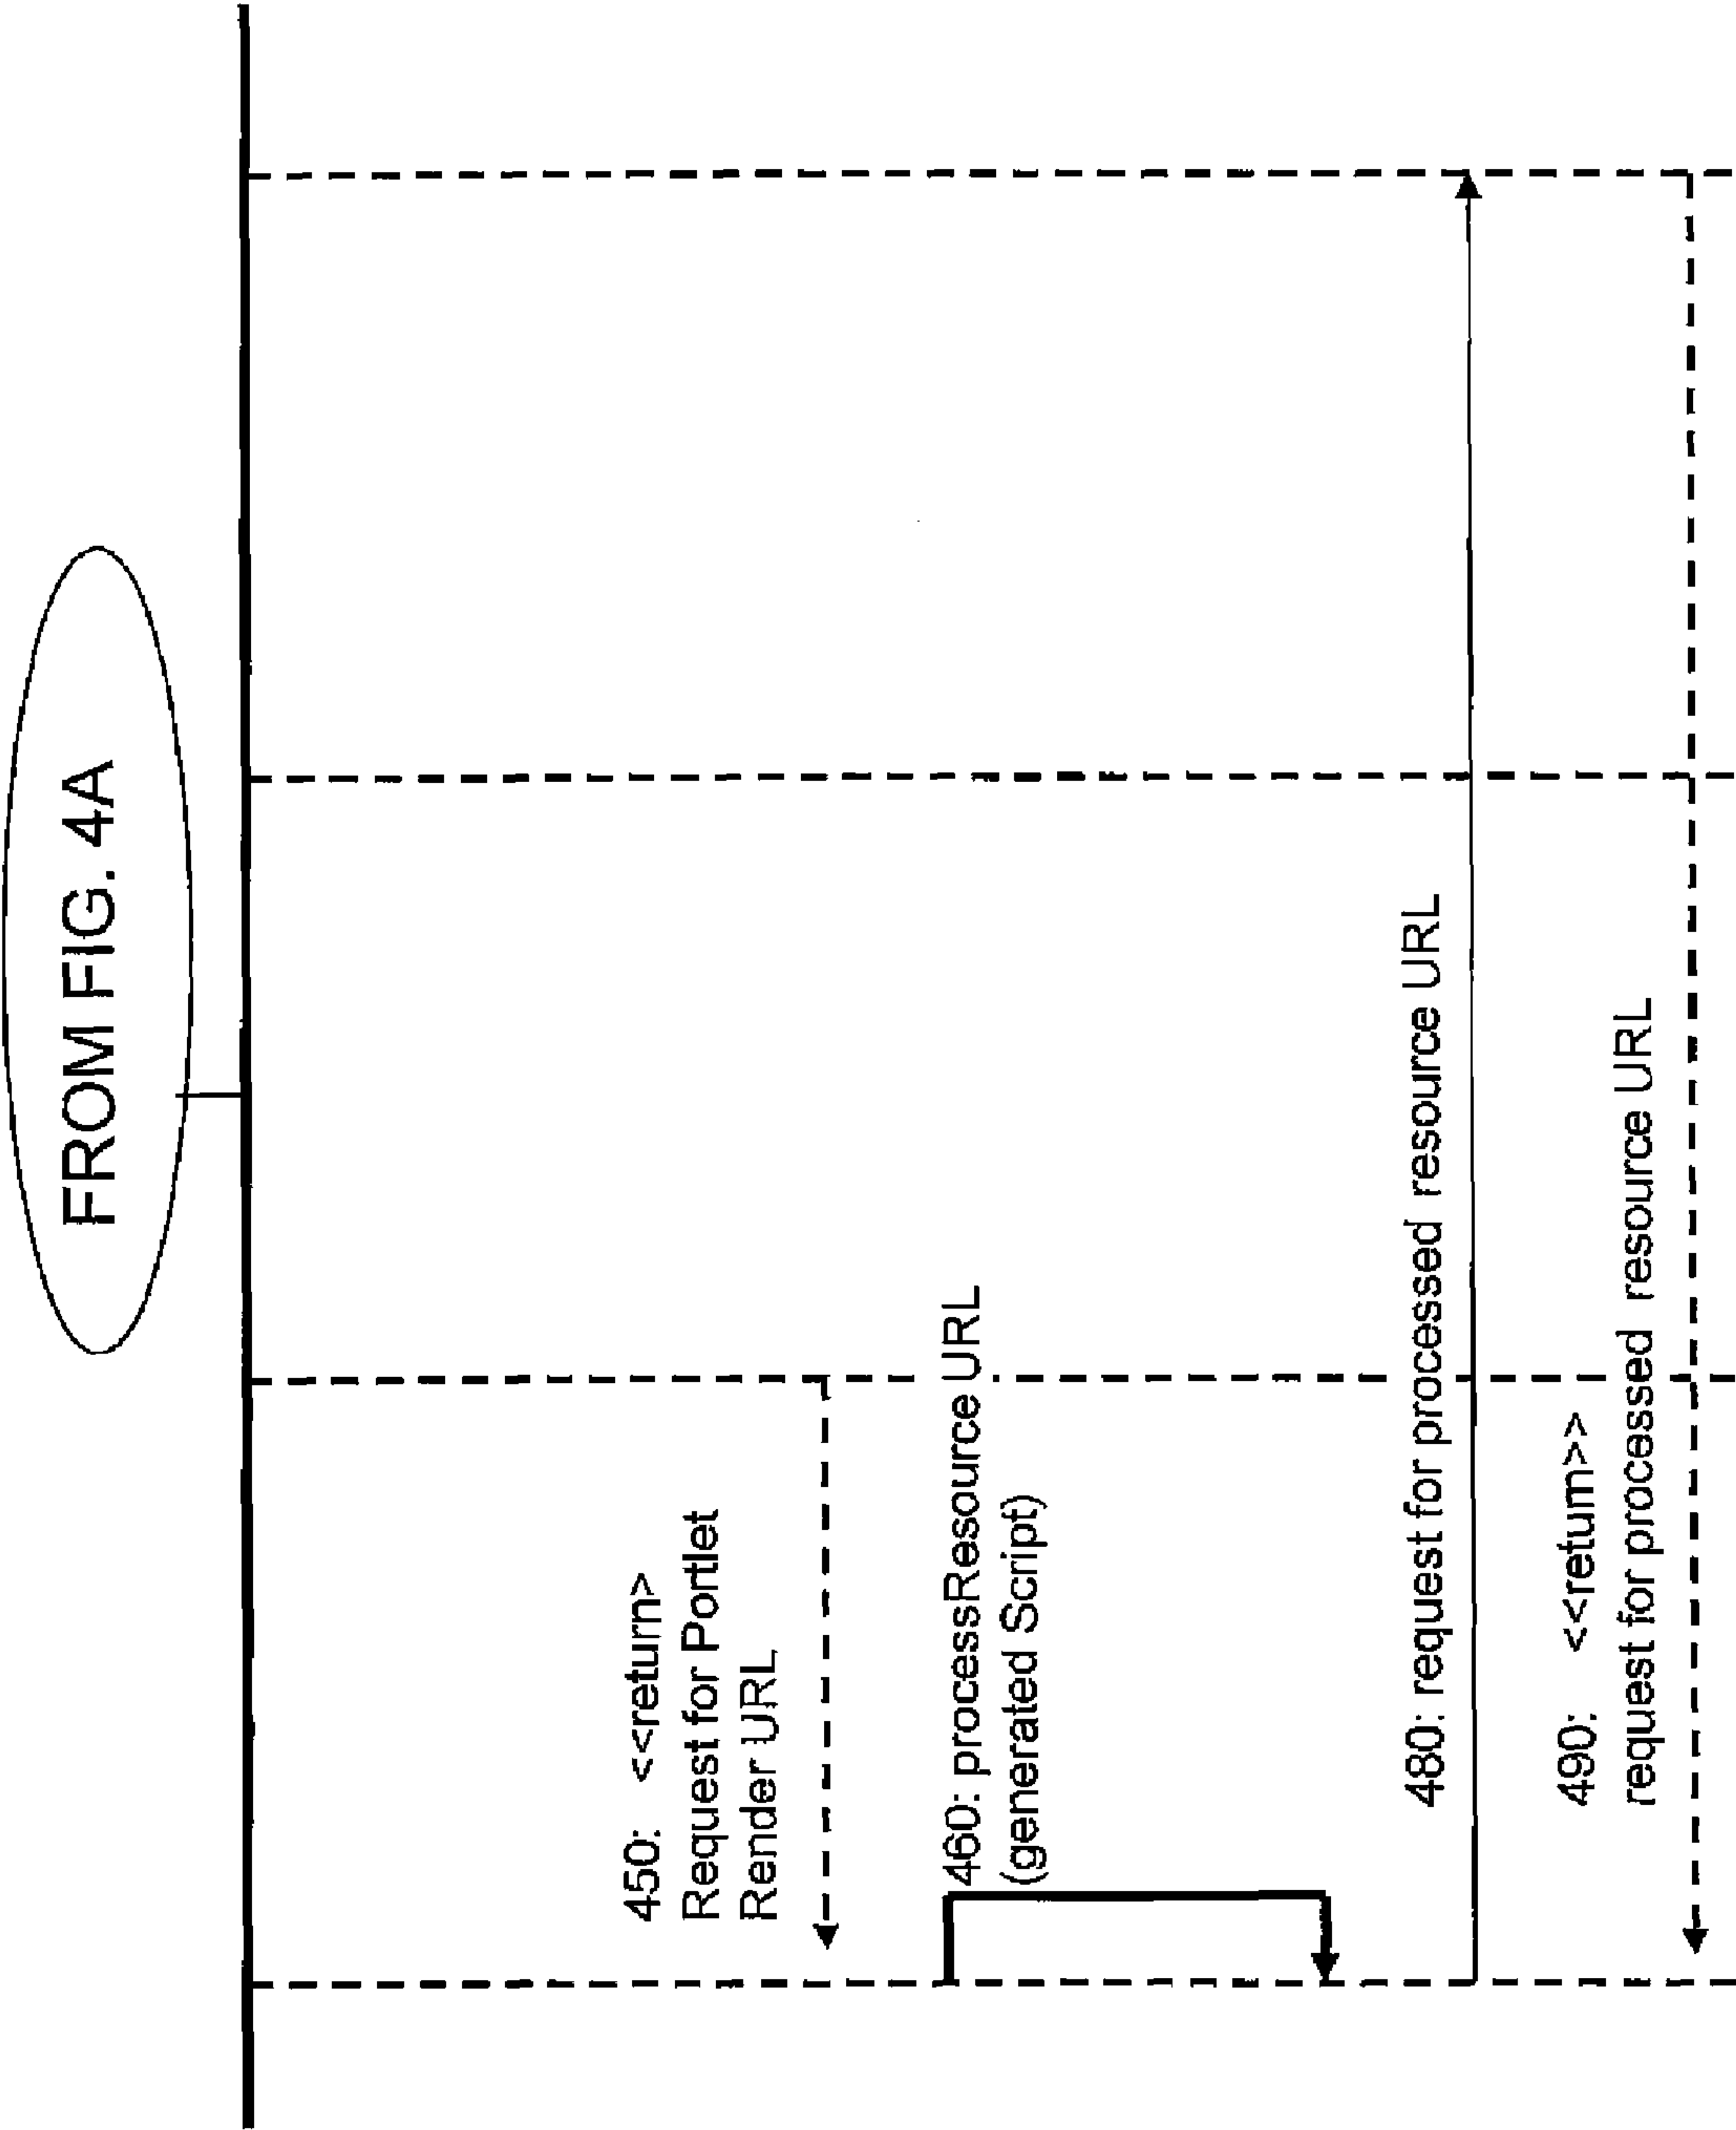 FROM FIG. 4A
450: <<return>
Request for Portlet
Render URL
460: processResource URL
(generated Script)
480: request for processed resource URL
490: <<return>>
request for processed resource URL